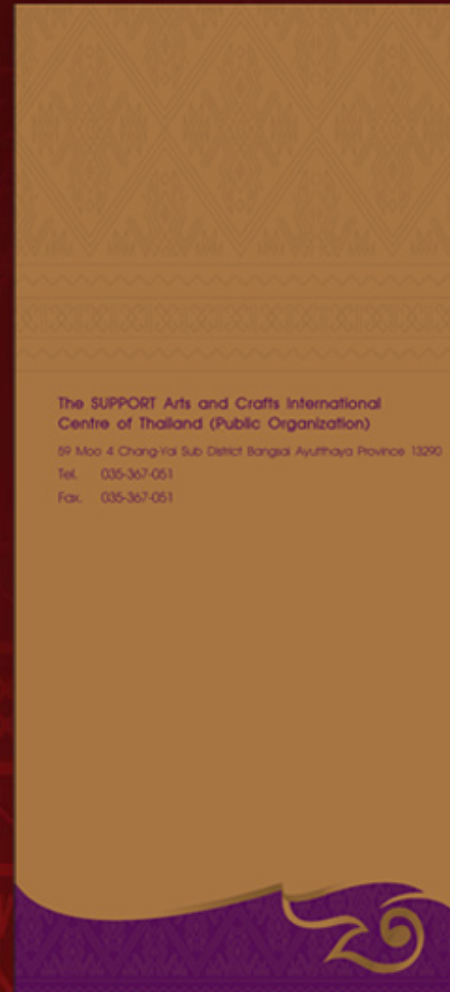 The SUPPORT Arts and Crafts International
Centre of Thailand (Public Organization)
59 Moo 4 Chang-Yai Sub District Bangsai Ayutthaya Province 13290
Tel. 035-367-051
Fax. 035-367-051